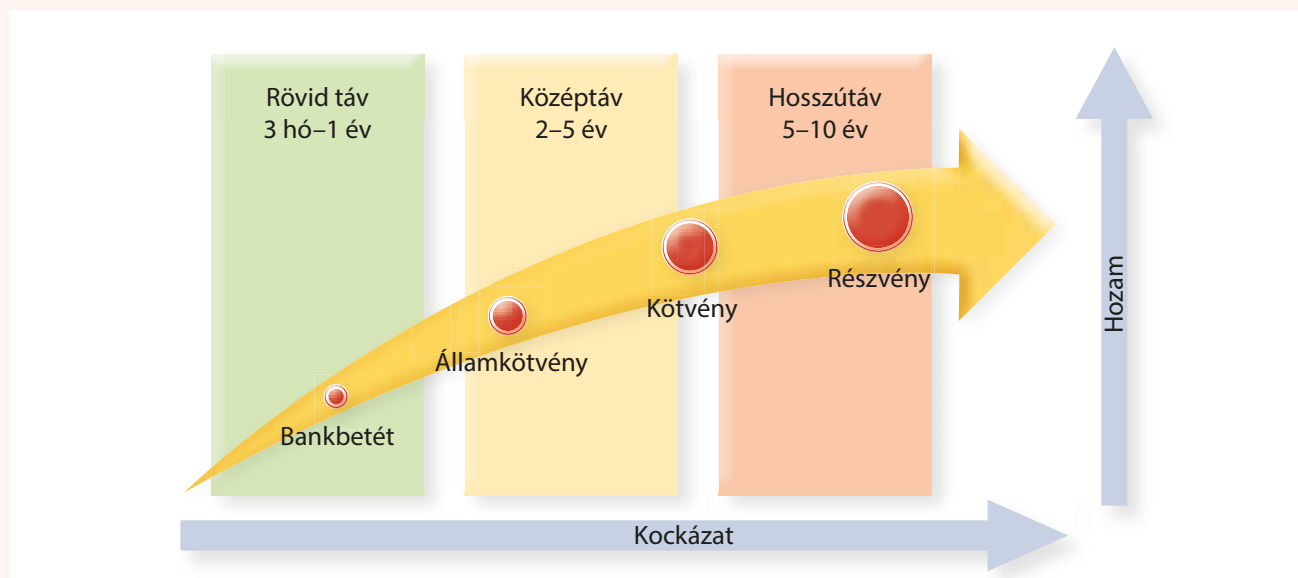 Rövid táv
3 hó–1 év
Középtáv
2–5 év
Hosszútáv
5–10 év
Részvény
Kötvény
Államkötvény
Bankbetét
Hozam
Kockázat